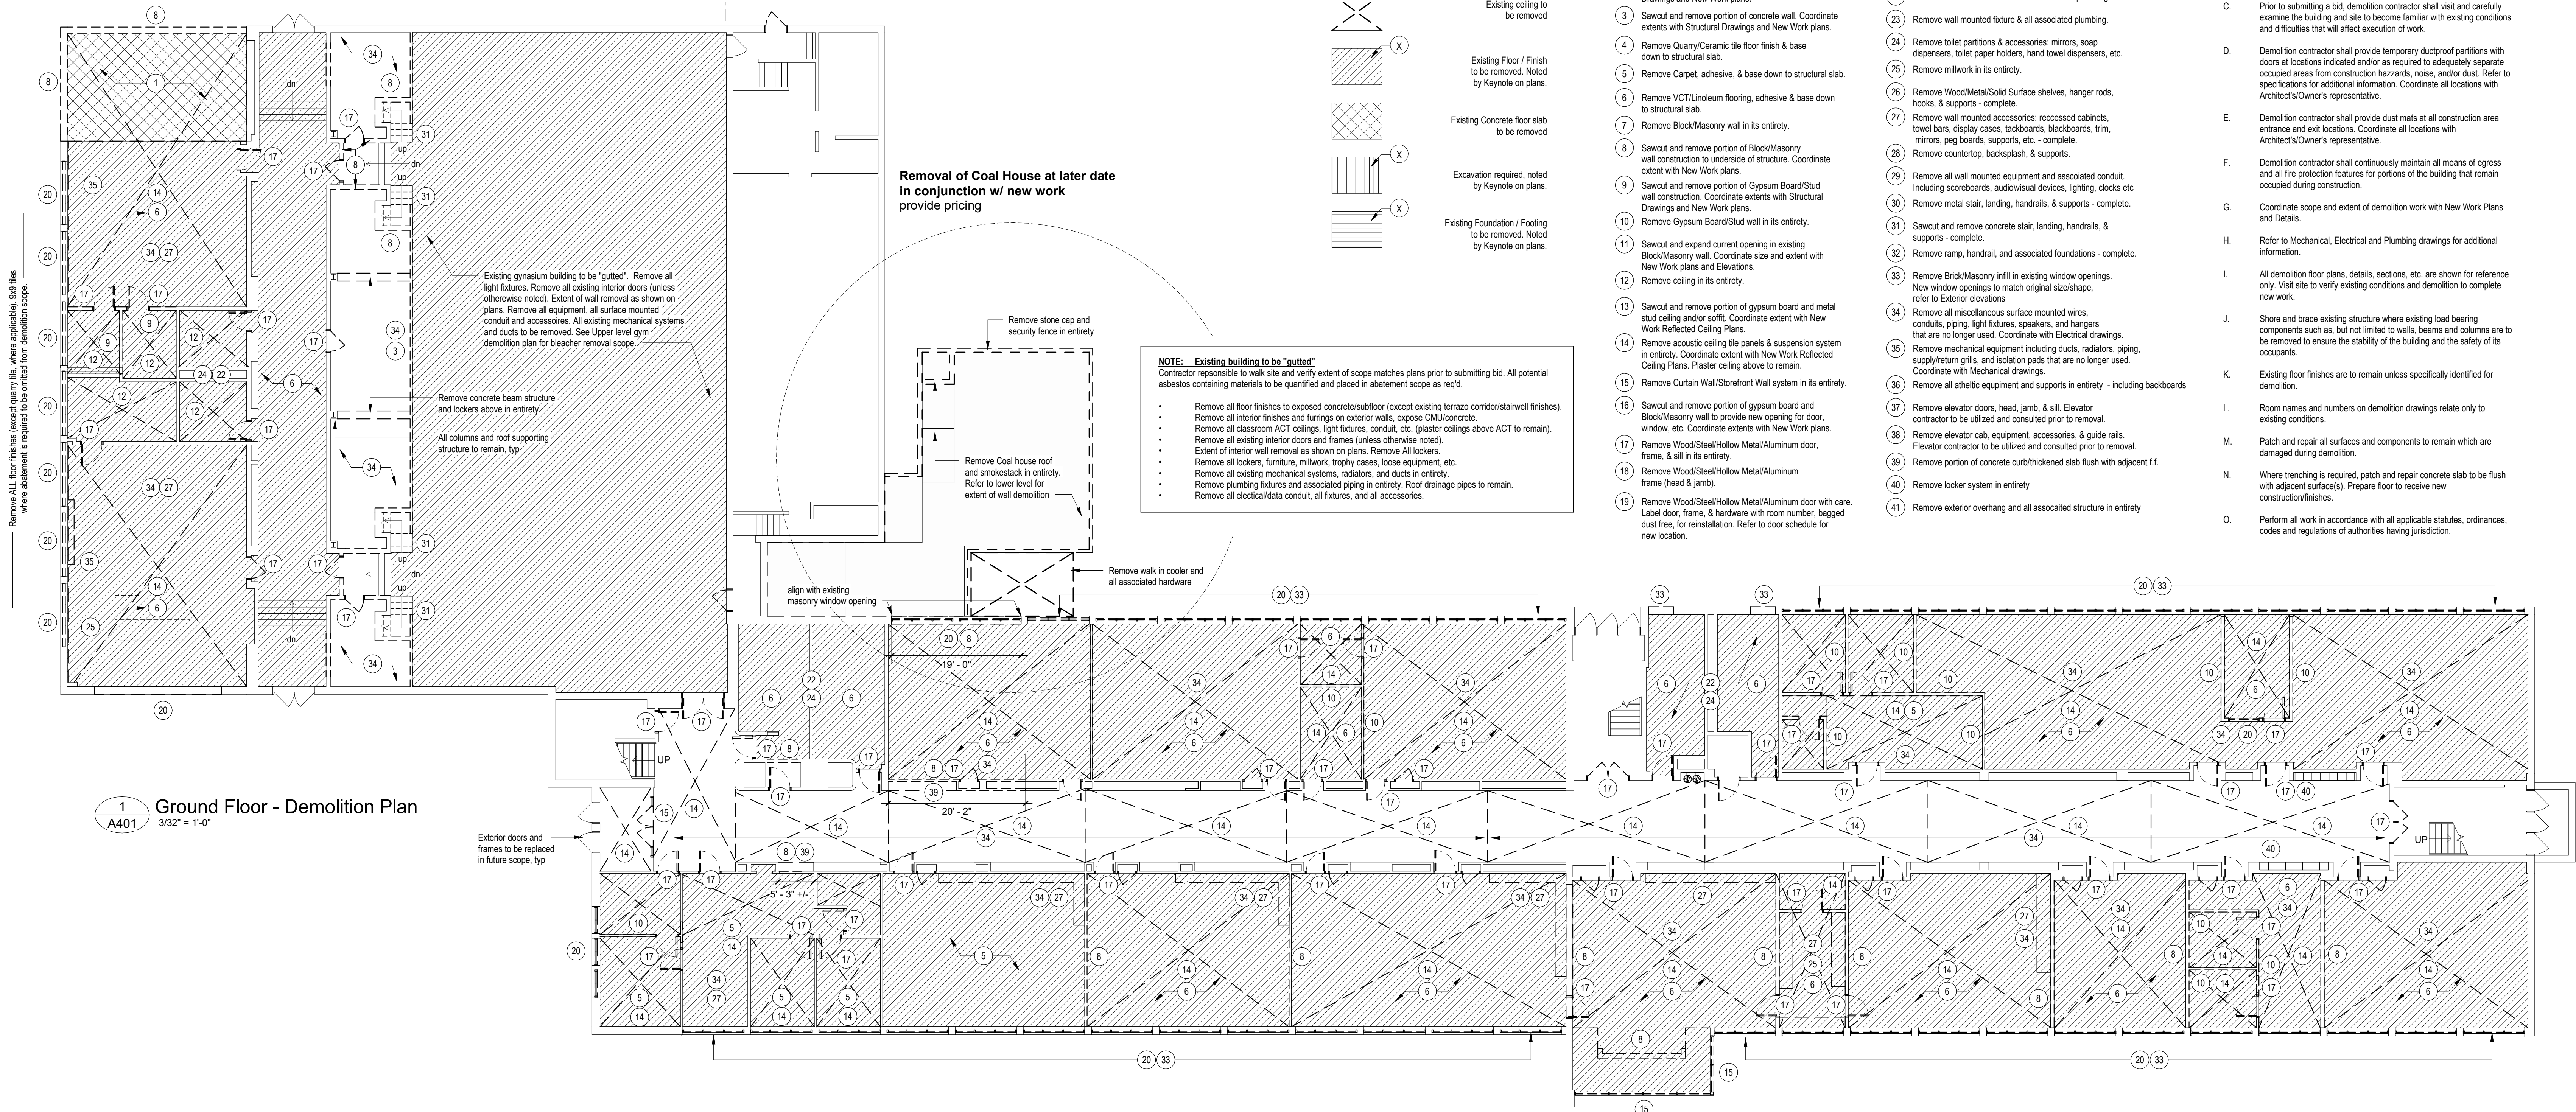 Existing ceiling to
be removed
X
Existing Floor / Finish
to be removed. Noted
by Keynote on plans.
Existing Concrete floor slab
to be removed
X
Excavation required, noted
by Keynote on plans.
X
Existing Foundation / Footing
to be removed. Noted
by Keynote on plans.
Drawings and New Work plans.
3 Sawcut and remove portion of concrete wall. Coordinate
extents with Structural Drawings and New Work plans.
4 Remove Quarry/Ceramic tile floor finish & base
down to structural slab.
5 Remove Carpet, adhesive, & base down to structural slab.
6 Remove VCT/Linoleum flooring, adhesive & base down
to structural slab.
7 Remove Block/Masonry wall in its entirety.
8 Sawcut and remove portion of Block/Masonry
wall construction to underside of structure. Coordinate
extent with New Work plans.
9 Sawcut and remove portion of Gypsum Board/Stud
wall construction. Coordinate extents with Structural
Drawings and New Work plans.
10 Remove Gypsum Board/Stud wall in its entirety.
11 Sawcut and expand current opening in existing
Block/Masonry wall. Coordinate size and extent with
New Work plans and Elevations.
12 Remove ceiling in its entirety.
13 Sawcut and remove portion of gypsum board and metal
stud ceiling and/or soffit. Coordinate extent with New
Work Reflected Ceiling Plans.
14 Remove acoustic ceiling tile panels & suspension system
in entirety. Coordinate extent with New Work Reflected
Ceiling Plans. Plaster ceiling above to remain.
15 Remove Curtain Wall/Storefront Wall system in its entirety.
16 Sawcut and remove portion of gypsum board and
Block/Masonry wall to provide new opening for door,
window, etc. Coordinate extents with New Work plans.
17 Remove Wood/Steel/Hollow Metal/Aluminum door,
frame, & sill in its entirety.
18 Remove Wood/Steel/Hollow Metal/Aluminum
frame (head & jamb).
19 Remove Wood/Steel/Hollow Metal/Aluminum door with care.
Label door, frame, & hardware with room number, bagged
dust free, for reinstallation. Refer to door schedule for
new location.
23 Remove wall mounted fixture & all associated plumbing.
24 Remove toilet partitions & accessories: mirrors, soap
dispensers, toilet paper holders, hand towel dispensers, etc.
25 Remove millwork in its entirety.
26 Remove Wood/Metal/Solid Surface shelves, hanger rods,
hooks, & supports - complete.
27 Remove wall mounted accessories: reccessed cabinets,
towel bars, display cases, tackboards, blackboards, trim,
mirrors, peg boards, supports, etc. - complete.
28 Remove countertop, backsplash, & supports.
29 Remove all wall mounted equipment and asscoiated conduit.
Including scoreboards, audio\visual devices, lighting, clocks etc
30 Remove metal stair, landing, handrails, & supports - complete.
31 Sawcut and remove concrete stair, landing, handrails, &
supports - complete.
32 Remove ramp, handrail, and associated foundations - complete.
33 Remove Brick/Masonry infill in existing window openings.
New window openings to match original size/shape,
refer to Exterior elevations
34 Remove all miscellaneous surface mounted wires,
conduits, piping, light fixtures, speakers, and hangers
that are no longer used. Coordinate with Electrical drawings.
35 Remove mechanical equipment including ducts, radiators, piping,
supply/return grills, and isolation pads that are no longer used.
Coordinate with Mechanical drawings.
36 Remove all atheltic equpiment and supports in entirety - including backboards
37 Remove elevator doors, head, jamb, & sill. Elevator
contractor to be utilized and consulted prior to removal.
38 Remove elevator cab, equipment, accessories, & guide rails.
Elevator contractor to be utilized and consulted prior to removal.
39 Remove portion of concrete curb/thickened slab flush with adjacent f.f.
40 Remove locker system in entirety
41 Remove exterior overhang and all assocaited structure in entirety
C. Prior to submitting a bid, demolition contractor shall visit and carefully
examine the building and site to become familiar with existing conditions
and difficulties that will affect execution of work.
D. Demolition contractor shall provide temporary ductproof partitions with
doors at locations indicated and/or as required to adequately separate
occupied areas from construction hazzards, noise, and/or dust. Refer to
specifications for additional information. Coordinate all locations with
Architect's/Owner's representative.
E. Demolition contractor shall provide dust mats at all construction area
entrance and exit locations. Coordinate all locations with
Architect's/Owner's representative.
F. Demolition contractor shall continuously maintain all means of egress
and all fire protection features for portions of the building that remain
occupied during construction.
G. Coordinate scope and extent of demolition work with New Work Plans
and Details.
H. Refer to Mechanical, Electrical and Plumbing drawings for additional
information.
I. All demolition floor plans, details, sections, etc. are shown for reference
only. Visit site to verify existing conditions and demolition to complete
new work.
J. Shore and brace existing structure where existing load bearing
components such as, but not limited to walls, beams and columns are to
be removed to ensure the stability of the building and the safety of its
occupants.
K. Existing floor finishes are to remain unless specifically identified for
demolition.
L. Room names and numbers on demolition drawings relate only to
existing conditions.
M. Patch and repair all surfaces and components to remain which are
damaged during demolition.
N. Where trenching is required, patch and repair concrete slab to be flush
with adjacent surface(s). Prepare floor to receive new
construction/finishes.
O. Perform all work in accordance with all applicable statutes, ordinances,
codes and regulations of authorities having jurisdiction.
Removal of Coal House at later date
in conjunction w/ new work
provide pricing
Existing gynasium building to be "gutted". Remove all
light fixtures. Remove all existing interior doors (unless
otherwise noted). Extent of wall removal as shown on
plans. Remove all equipment, all surface mounted
conduit and accessoires. All existing mechanical systems
and ducts to be removed. See Upper level gym
demolition plan for bleacher removal scope.
Remove concrete beam structure
and lockers above in entirety
All columns and roof supporting
structure to remain, typ
Remove stone cap and
security fence in entirety
Remove Coal house roof
and smokestack in entirety.
Refer to lower level for
extent of wall demolition
Remove walk in cooler and
all associated hardware
align with existing
masonry window opening
NOTE: Existing building to be "gutted"
Contractor repsonsible to walk site and verify extent of scope matches plans prior to submitting bid. All potential
asbestos containing materials to be quantified and placed in abatement scope as req'd.
• Remove all floor finishes to exposed concrete/subfloor (except existing terrazo corridor/stairwell finishes).
• Remove all interior finishes and furrings on exterior walls, expose CMU/concrete.
• Remove all classroom ACT ceilings, light fixtures, conduit, etc. (plaster ceilings above ACT to remain).
• Remove all existing interior doors and frames (unless otherwise noted).
• Extent of interior wall removal as shown on plans. Remove All lockers.
• Remove all lockers, furniture, millwork, trophy cases, loose equipment, etc.
• Remove all existing mechanical systems, radiators, and ducts in entirety.
• Remove plumbing fixtures and associated piping in entirety. Roof drainage pipes to remain.
• Remove all electical/data conduit, all fixtures, and all accessories.
Remove ALL floor finishes (except quarry tile, where applicable). 9x9 tiles
where abatement is required to be omitted from demolition scope.
dn
up
dn
up
up
dn
up
dn
19' - 0"
20' - 2"
5' - 3" +/-
UP
UP
Exterior doors and
frames to be replaced
in future scope, typ
1
A401
Ground Floor - Demolition Plan
3/32" = 1'-0"